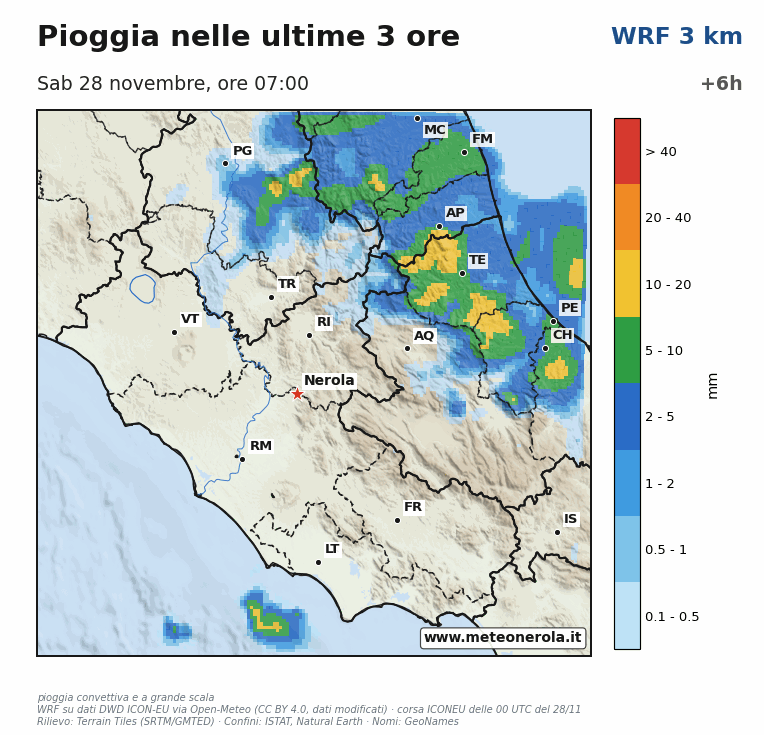 Pioggia nelle ultime 3 ore
WRF 3 km
Sab 28 novembre, ore 07:00
+6h
MC
FM
PG
AP
TE
TR
PE
VT
RI
AQ
CH
Nerola
RM
FR
IS
LT
www.meteonerola.it
> 40
20 - 40
10 - 20
5 - 10
2 - 5
1 - 2
0.5 - 1
0.1 - 0.5
mm
pioggia convettiva e a grande scala
WRF su dati DWD ICON-EU via Open-Meteo (CC BY 4.0, dati modificati) · corsa ICONEU delle 00 UTC del 28/11
Rilievo: Terrain Tiles (SRTM/GMTED) · Confini: ISTAT, Natural Earth · Nomi: GeoNames